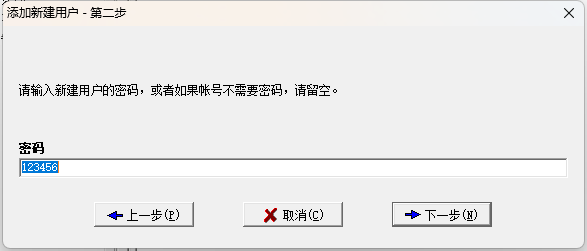 添加新建用户 - 第二步
请输入新建用户的密码，或者如果帐号不需要密码，请留空。
密码
123456
上一步(P)
取消(C)
下一步(N)